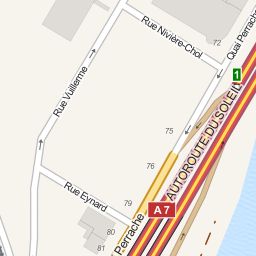 Rue Nivière-Chol
72
Quai Perrache
1
Rue Vuillerme
AUTOROUTE DU SOLEIL
75
76
Rue Eynard
79
A 7
80
81
Perrache